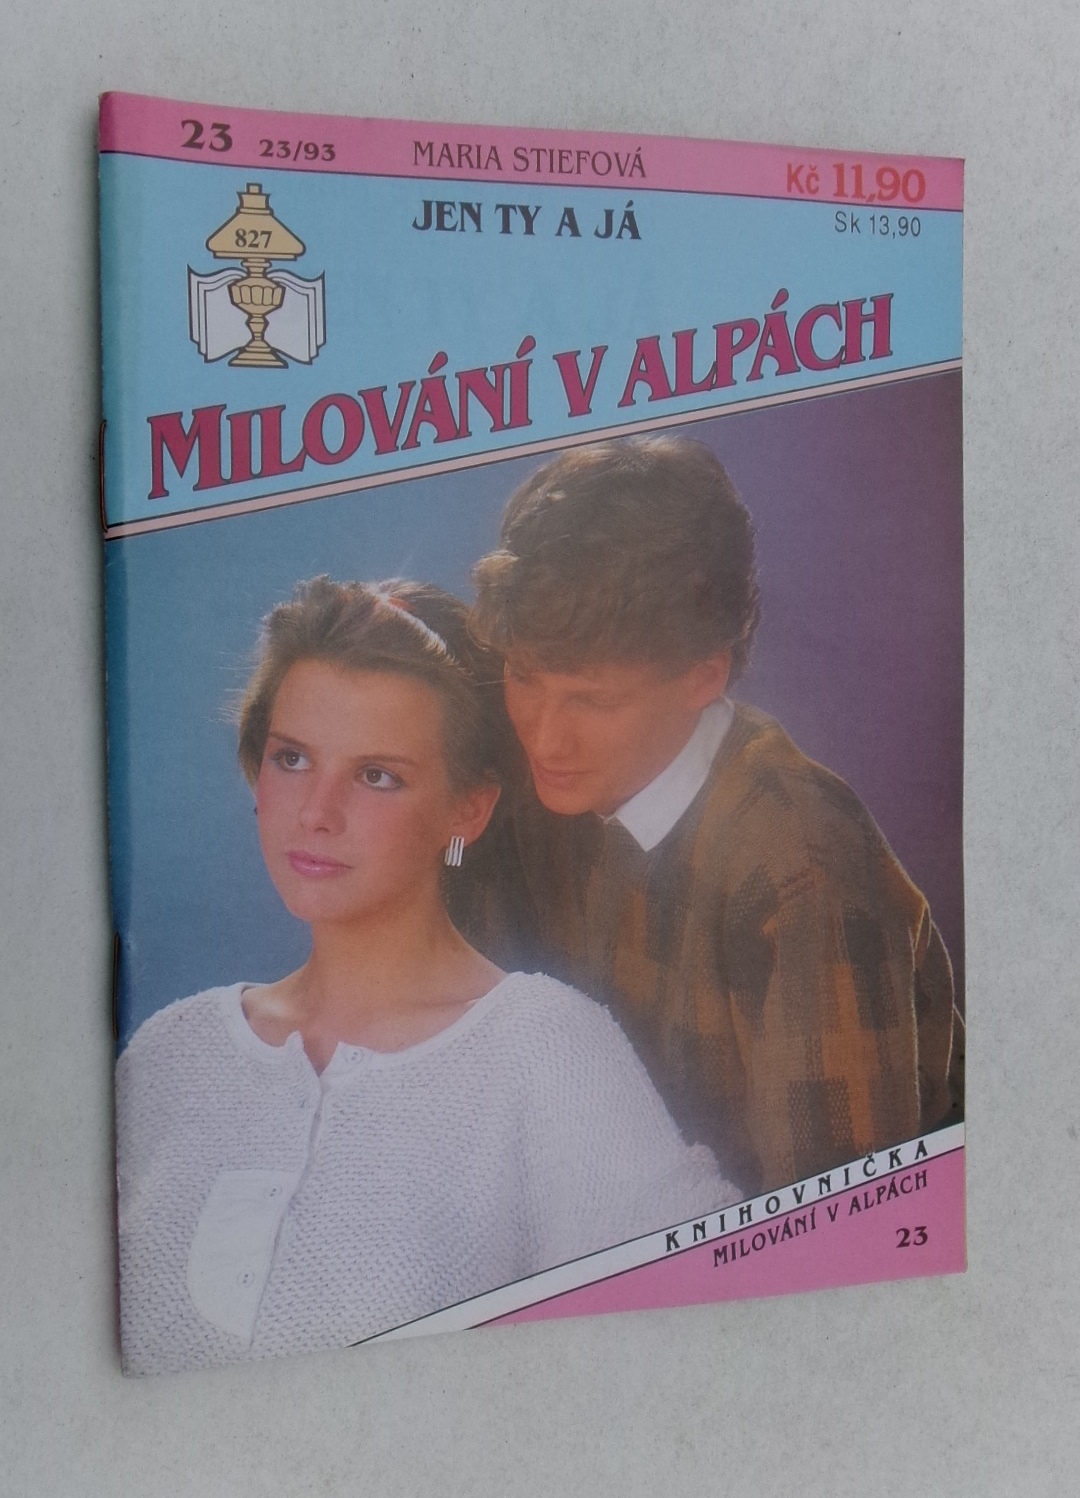 23 23/93 MARIA STIEFOVÁ Kč 11,90
JEN TY A JÁ Sk 13,90
827
MILOVÁNÍ V ALPÁCH
KNIHOVNIČKA
MILOVÁNÍ V ALPÁCH
23